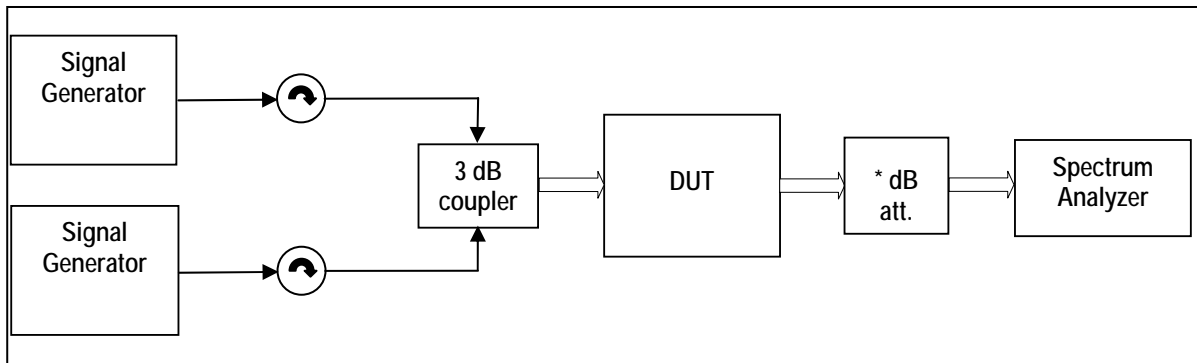 Signal
Generator
3 dB
coupler
DUT
* dB
att.
Spectrum
Analyzer
Signal
Generator